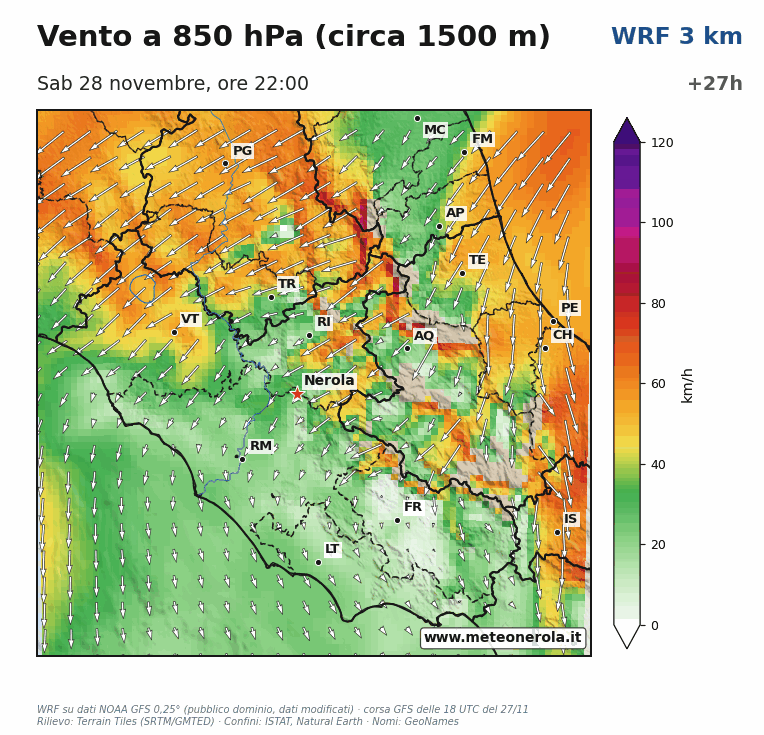 Vento a 850 hPa (circa 1500 m)
WRF 3 km
Sab 28 novembre, ore 22:00
+27h
MC
FM
PG
AP
TE
TR
PE
VT
RI
AQ
CH
Nerola
RM
FR
IS
LT
www.meteonerola.it
120
100
80
60
40
20
0
km/h
WRF su dati NOAA GFS 0,25° (pubblico dominio, dati modificati) · corsa GFS delle 18 UTC del 27/11
Rilievo: Terrain Tiles (SRTM/GMTED) · Confini: ISTAT, Natural Earth · Nomi: GeoNames